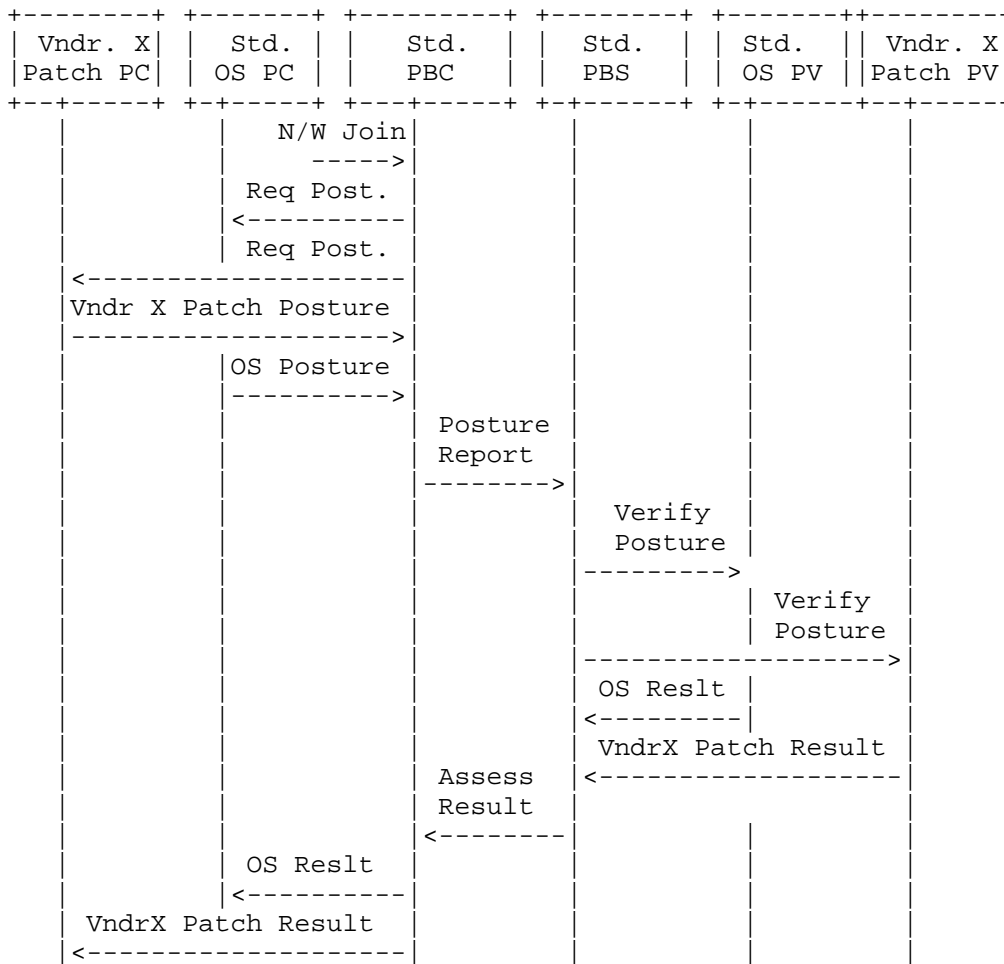 Vndr. X Std. Std. Std. Std. Vndr. X
Patch PC OS PC PBC PBS OS PV Patch PV
N/W Join
Req Post.
Req Post.
Vndr X Patch Posture
OS Posture
Posture
Report
Verify
Posture
Verify
Posture
OS Reslt
VndrX Patch Result
Assess
Result
OS Reslt
VndrX Patch Result